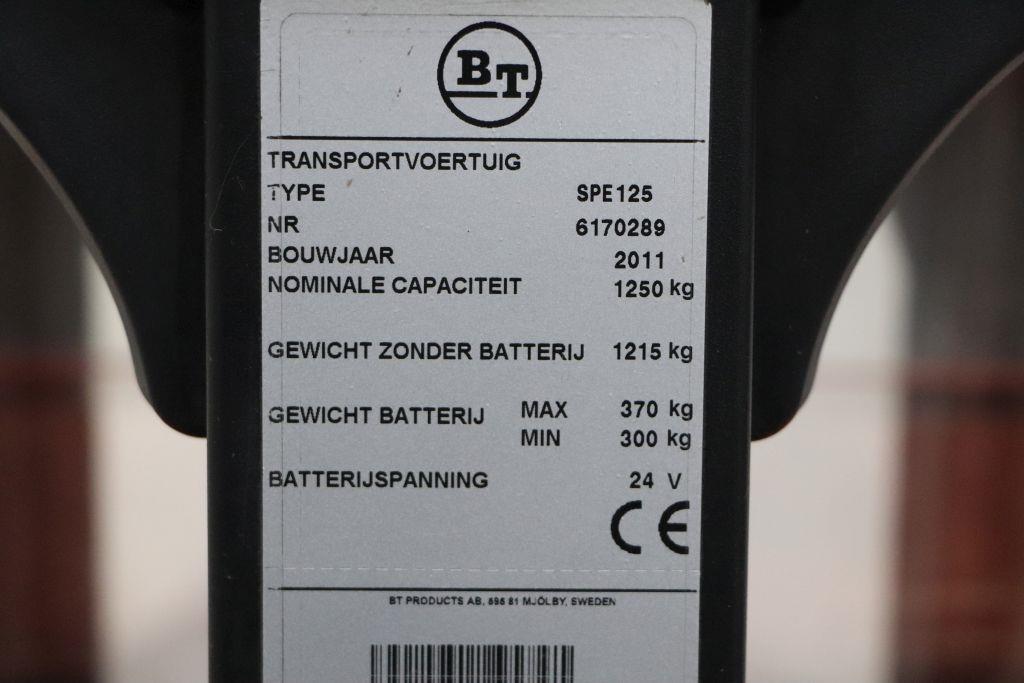 BT
TRANSPORTVOERTUIG
TYPE SPE125
NR 6170289
BOUWJAAR 2011
NOMINALE CAPACITEIT 1250 kg
GEWICHT ZONDER BATTERIJ 1215 kg
GEWICHT BATTERIJ MAX 370 kg
MIN 300 kg
BATTERIJSPANNING 24 V
CE
BT PRODUCTS AB, 595 81 MJÖLBY, SWEDEN